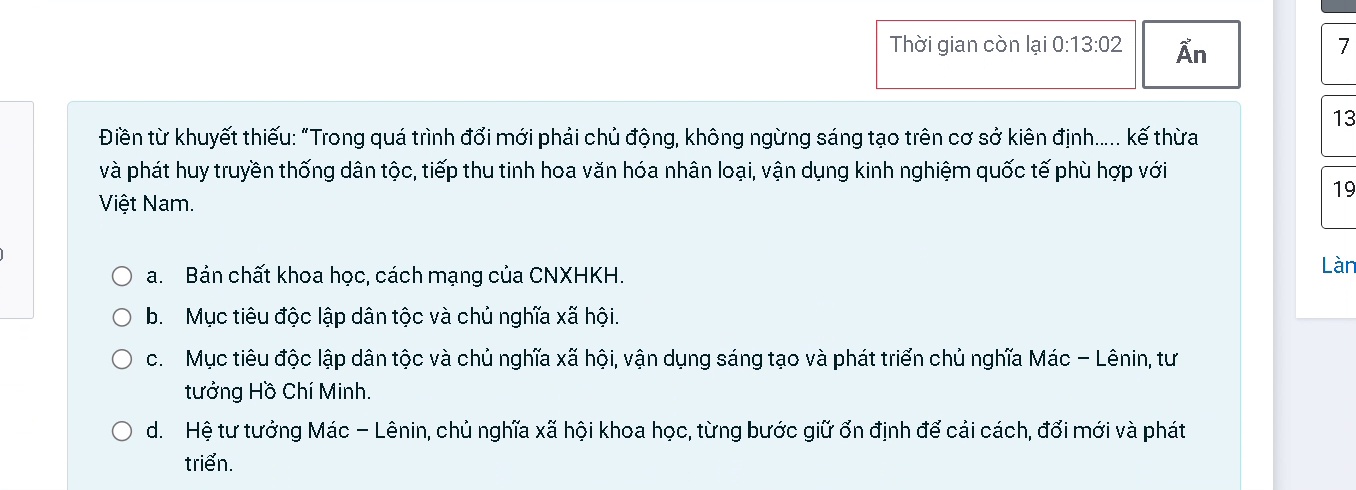 Thời gian còn lại 0:13:02
Ẩn
7
13
19
Điền từ khuyết thiếu: “Trong quá trình đổi mới phải chủ động, không ngừng sáng tạo trên cơ sở kiên định..... kế thừa
và phát huy truyền thống dân tộc, tiếp thu tinh hoa văn hóa nhân loại, vận dụng kinh nghiệm quốc tế phù hợp với
Việt Nam.
a. Bản chất khoa học, cách mạng của CNXHKH.
b. Mục tiêu độc lập dân tộc và chủ nghĩa xã hội.
c. Mục tiêu độc lập dân tộc và chủ nghĩa xã hội, vận dụng sáng tạo và phát triển chủ nghĩa Mác – Lênin, tư
tưởng Hồ Chí Minh.
d. Hệ tư tưởng Mác – Lênin, chủ nghĩa xã hội khoa học, từng bước giữ ổn định để cải cách, đổi mới và phát
triển.